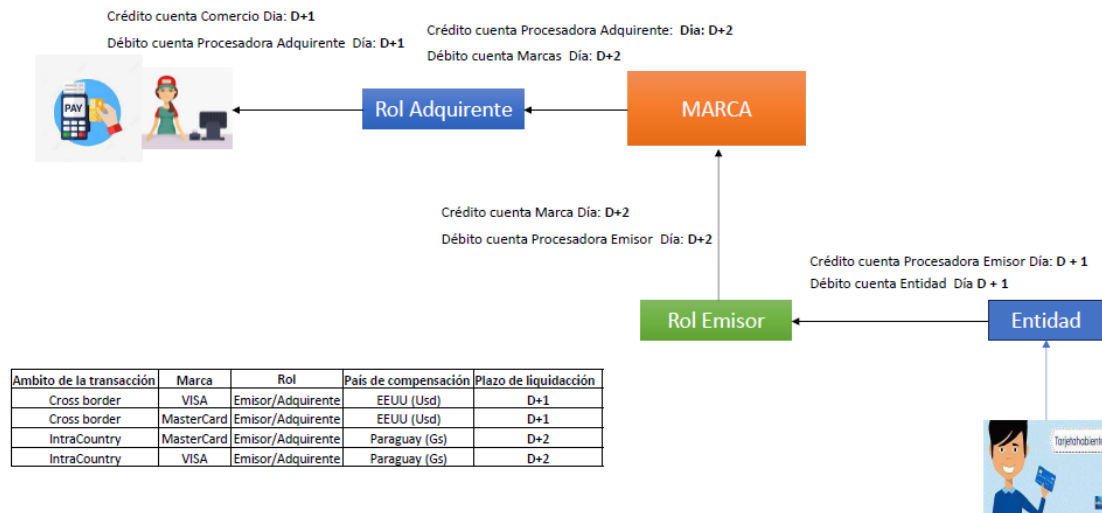 Crédito cuenta Comercio Dia: D+1
Débito cuenta Procesadora Adquirente Día: D+1
Crédito cuenta Procesadora Adquirente: Dia: D+2
Débito cuenta Marcas Día: D+2
PAY
Rol Adquirente
MARCA
Crédito cuenta Marca Día: D+2
Débito cuenta Procesadora Emisor Día: D+2
Crédito cuenta Procesadora Emisor Día: D + 1
Débito cuenta Entidad Día D + 1
Rol Emisor
Entidad
Ambito de la transacción Marca Rol País de compensación Plazo de liquidacción
Cross border VISA Emisor/Adquirente EEUU (Usd) D+1
Cross border MasterCard Emisor/Adquirente EEUU (Usd) D+1
IntraCountry MasterCard Emisor/Adquirente Paraguay (Gs) D+2
IntraCountry VISA Emisor/Adquirente Paraguay (Gs) D+2
Tarjetahabiente